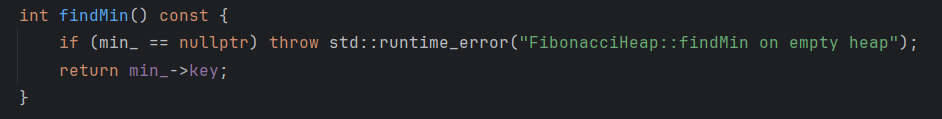 int findMin() const {
    if (min_ == nullptr) throw std::runtime_error("FibonacciHeap::findMin on empty heap");
    return min_->key;
}